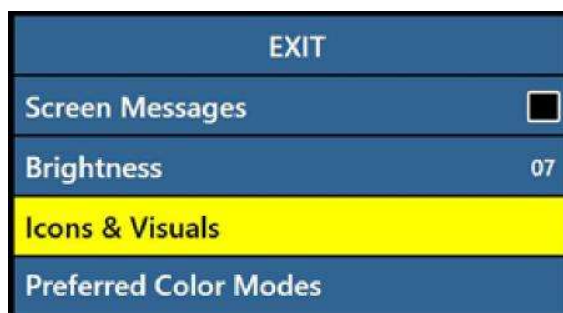 EXIT
Screen Messages
Brightness 07
Icons & Visuals
Preferred Color Modes